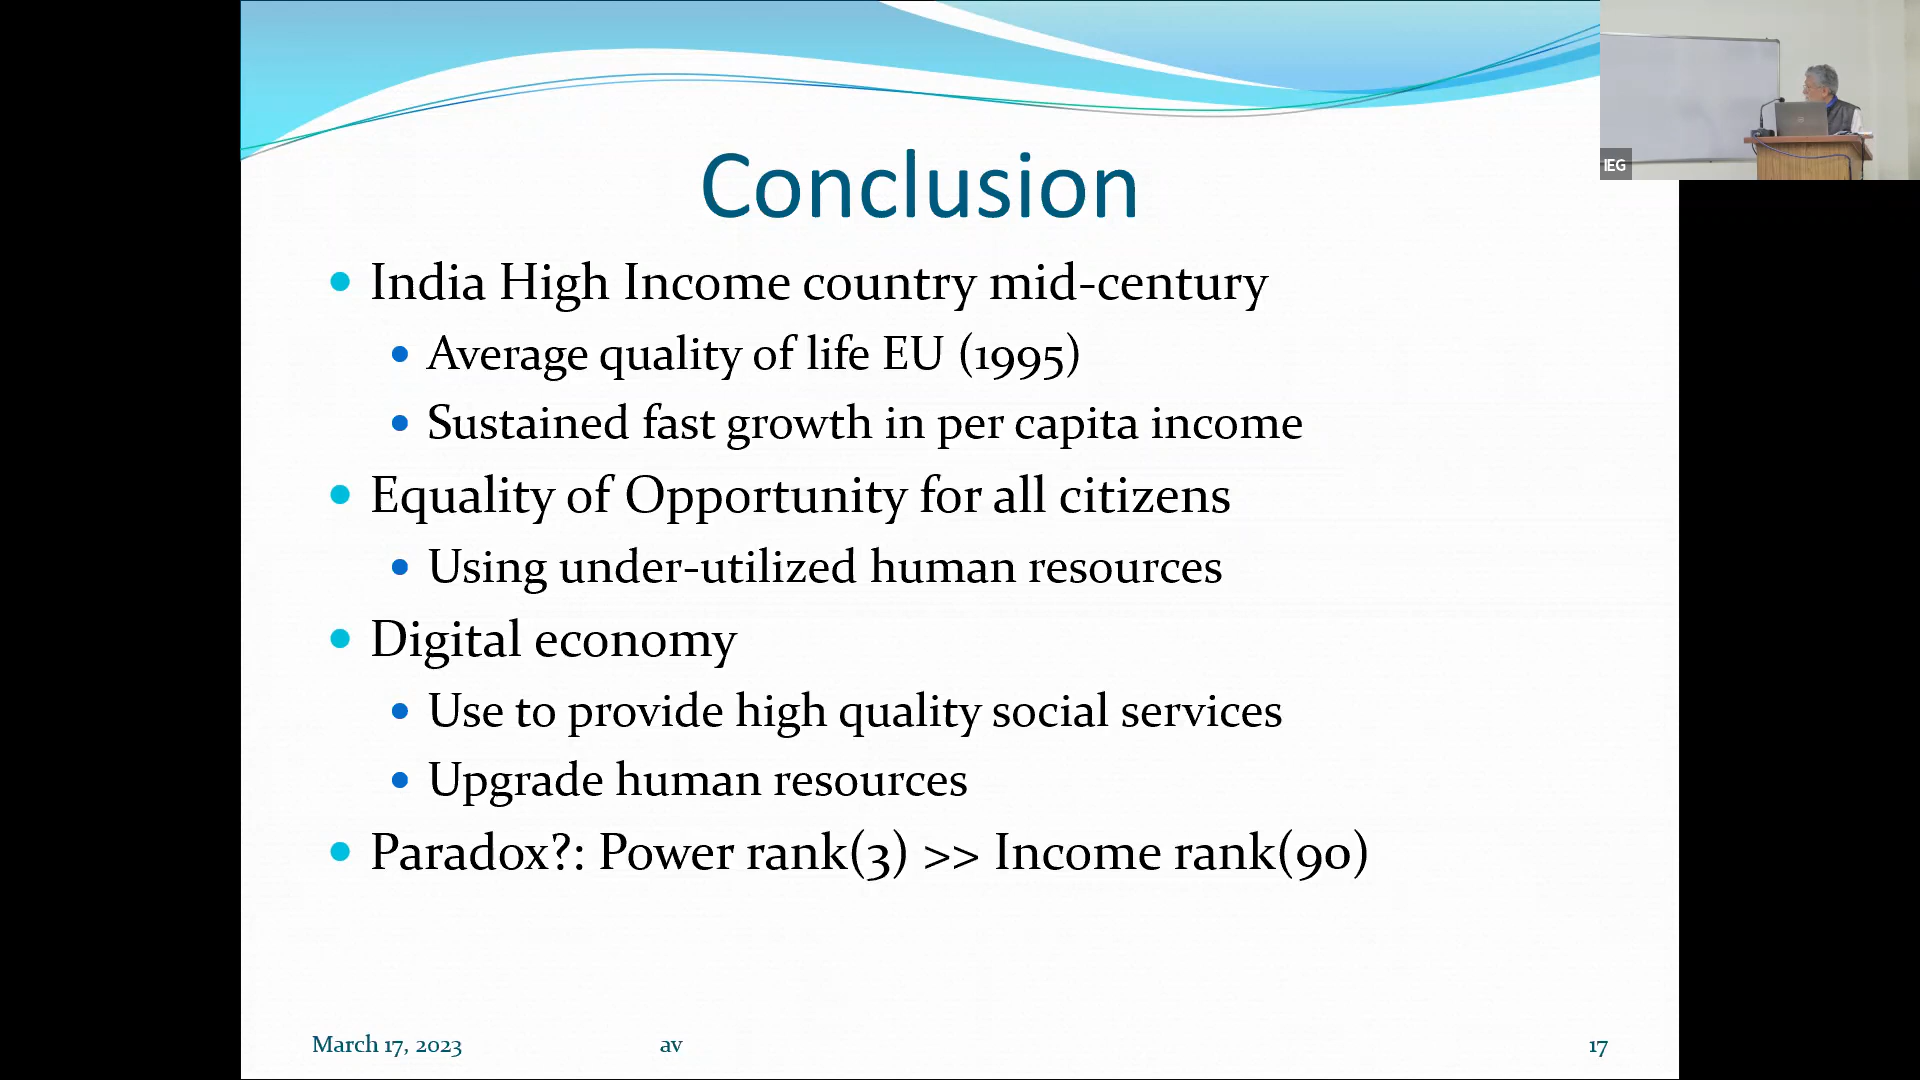 IEG
Conclusion
India High Income country mid-century
Average quality of life EU (1995)
Sustained fast growth in per capita income
Equality of Opportunity for all citizens
Using under-utilized human resources
Digital economy
Use to provide high quality social services
Upgrade human resources
Paradox?: Power rank(3) >> Income rank(90)
March 17, 2023 av 17